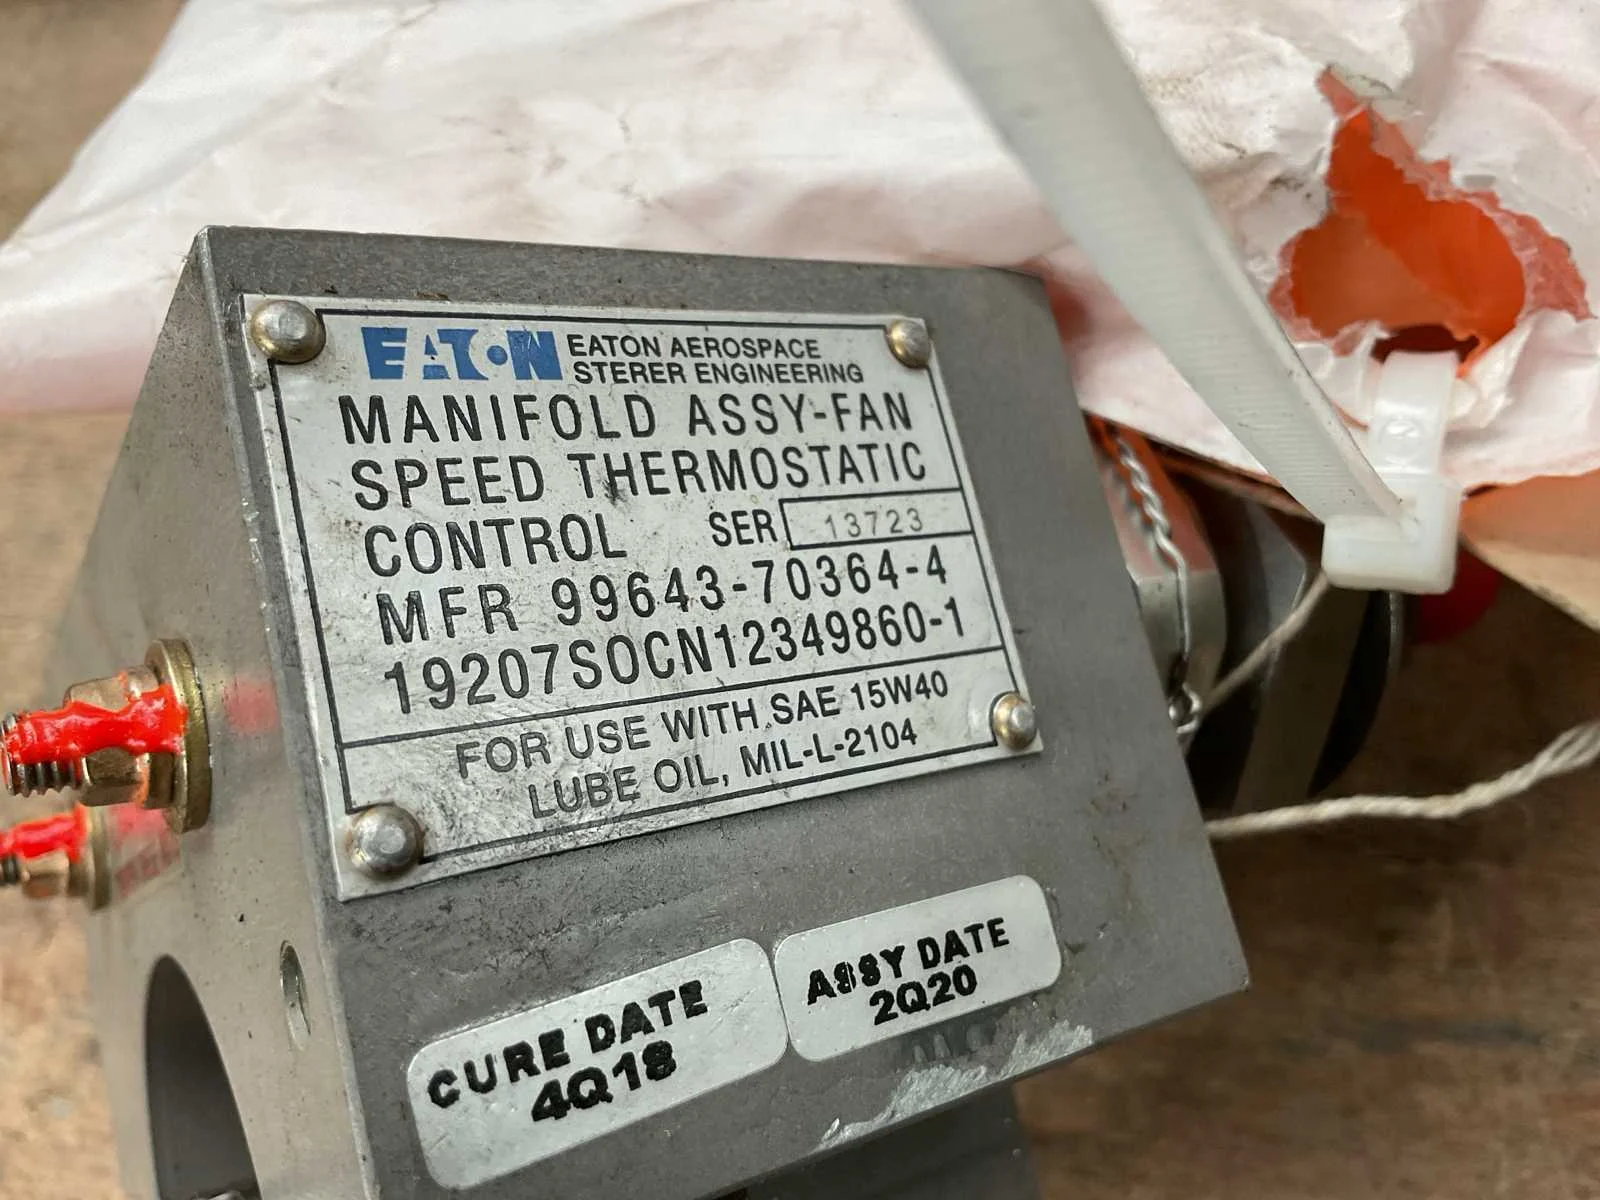 EATON EATON AEROSPACE
STERER ENGINEERING
MANIFOLD ASSY-FAN
SPEED THERMOSTATIC
CONTROL SER 13723
MFR 99643-70364-4
19207SOCN12349860-1
FOR USE WITH SAE 15W40
LUBE OIL, MIL-L-2104
CURE DATE
4Q18
ASSY DATE
2Q20